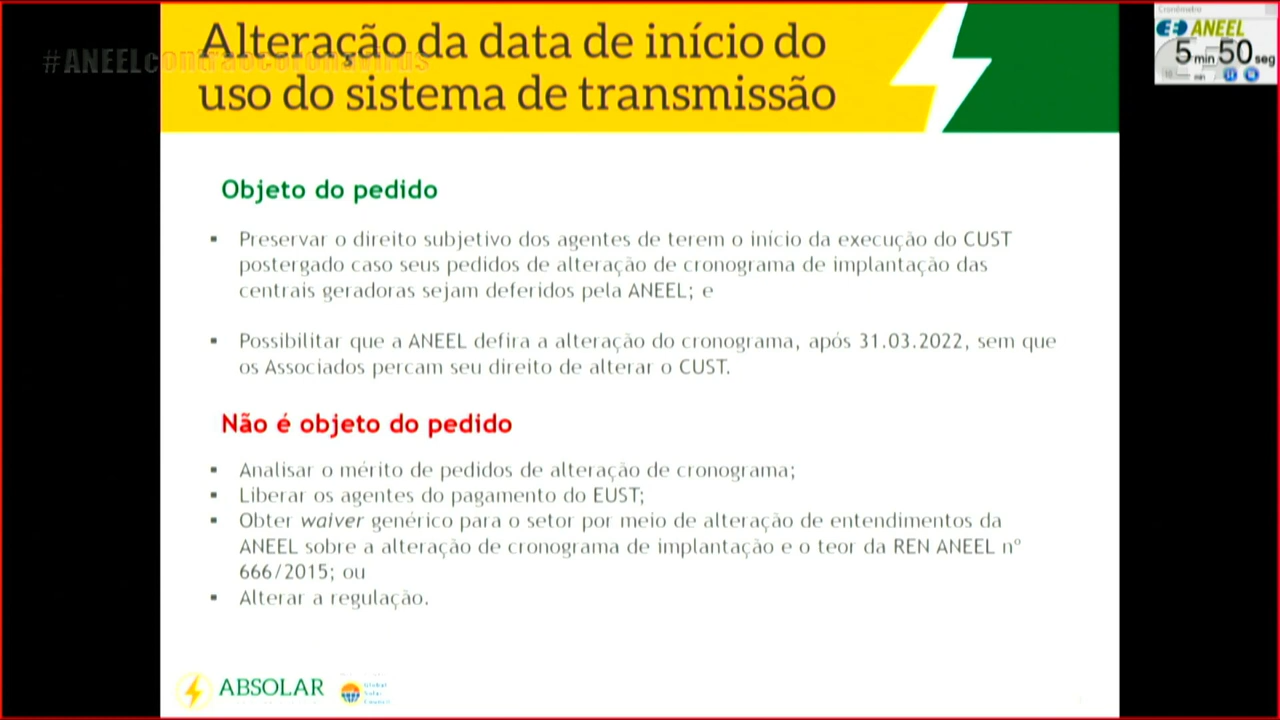 Alteração da data de início do
uso do sistema de transmissão
#ANEELcontraocoronavírus
Cronômetro
ANEEL
5 min 50 seg
min
Objeto do pedido
▪ Preservar o direito subjetivo dos agentes de terem o início da execução do CUST
postergado caso seus pedidos de alteração de cronograma de implantação das
centrais geradoras sejam deferidos pela ANEEL; e
▪ Possibilitar que a ANEEL defira a alteração do cronograma, após 31.03.2022, sem que
os Associados percam seu direito de alterar o CUST.
Não é objeto do pedido
▪ Analisar o mérito de pedidos de alteração de cronograma;
▪ Liberar os agentes do pagamento do EUST;
▪ Obter waiver genérico para o setor por meio de alteração de entendimentos da
ANEEL sobre a alteração de cronograma de implantação e o teor da REN ANEEL nº
666/2015; ou
▪ Alterar a regulação.
ABSOLAR
Global
Solar
Council